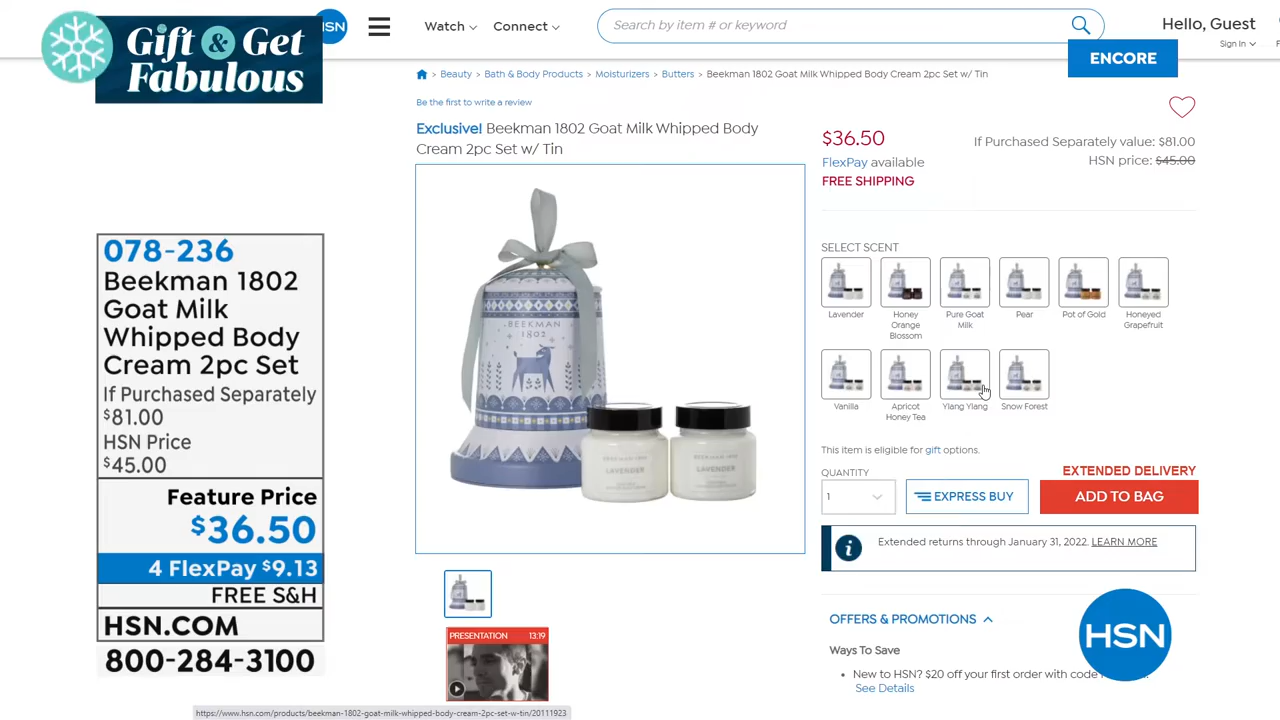 Gift & Get
Fabulous
HSN
Watch
Connect
Search by item # or keyword
Hello, Guest
Sign In
ENCORE
> Beauty > Bath & Body Products > Moisturizers > Butters > Beekman 1802 Goat Milk Whipped Body Cream 2pc Set w/ Tin
Be the first to write a review
Exclusive! Beekman 1802 Goat Milk Whipped Body
Cream 2pc Set w/ Tin
$36.50
If Purchased Separately value: $81.00
HSN price: $45.00
FlexPay available
FREE SHIPPING
078-236
Beekman 1802
Goat Milk
Whipped Body
Cream 2pc Set
If Purchased Separately
$81.00
HSN Price
$45.00
Feature Price
$36.50
4 FlexPay $9.13
FREE S&H
HSN.COM
800-284-3100
BEEKMAN
1802
BEEKMAN 1802
LAVENDER
BEEKMAN 1802
LAVENDER
SELECT SCENT
Lavender
Honey
Orange
Blossom
Pure Goat
Milk
Pear
Pot of Gold
Honeyed
Grapefruit
Vanilla
Apricot
Honey Tea
Ylang Ylang
Snow Forest
This item is eligible for gift options.
QUANTITY
EXTENDED DELIVERY
1
EXPRESS BUY
ADD TO BAG
Extended returns through January 31, 2022. LEARN MORE
PRESENTATION 13:19
OFFERS & PROMOTIONS
HSN
Ways To Save
New to HSN? $20 off your first order with code
See Details
https://www.hsn.com/products/beekman-1802-goat-milk-whipped-body-cream-2pc-set-w-tin/20111923